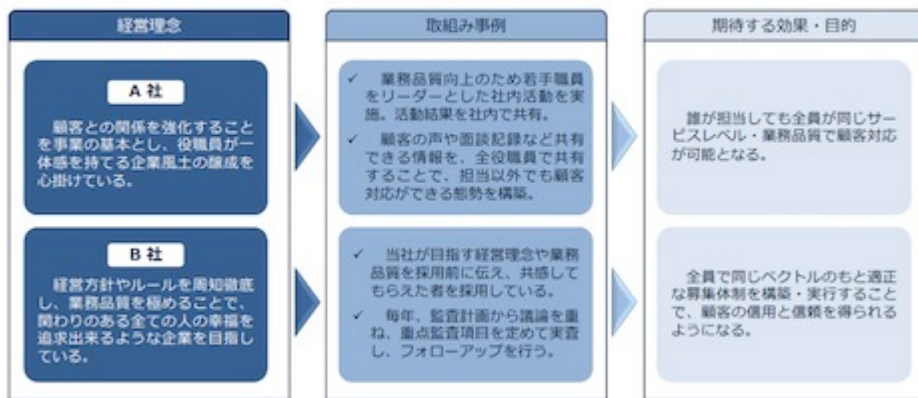 経営理念
取組み事例
期待する効果・目的
A 社
顧客との関係を強化すること
を事業の基本とし、役職員が一
体感を持てる企業風土の醸成を
心掛けている。
✓ 業務品質向上のため若手職員
をリーダーとした社内活動を実
施。活動結果を社内で共有。
✓ 顧客の声や面談記録など共有
できる情報を、全役職員で共有
することで、担当以外でも顧客
対応ができる態勢を構築。
誰が担当しても全員が同じサー
ビスレベル・業務品質で顧客対応
が可能となる。
B 社
経営方針やルールを周知徹底
し、業務品質を極めることで、
関わりのある全ての人の幸福を
追求出来るような企業を目指し
ている。
✓ 当社が目指す経営理念や業務
品質を採用前に伝え、共感して
もらえた者を採用している。
✓ 毎年、監査計画から議論を重
ね、重点監査項目を定めて実査
し、フォローアップを行う。
全員で同じベクトルのもと適正
な募集体制を構築・実行すること
で、顧客の信用と信頼を得られる
ようになる。